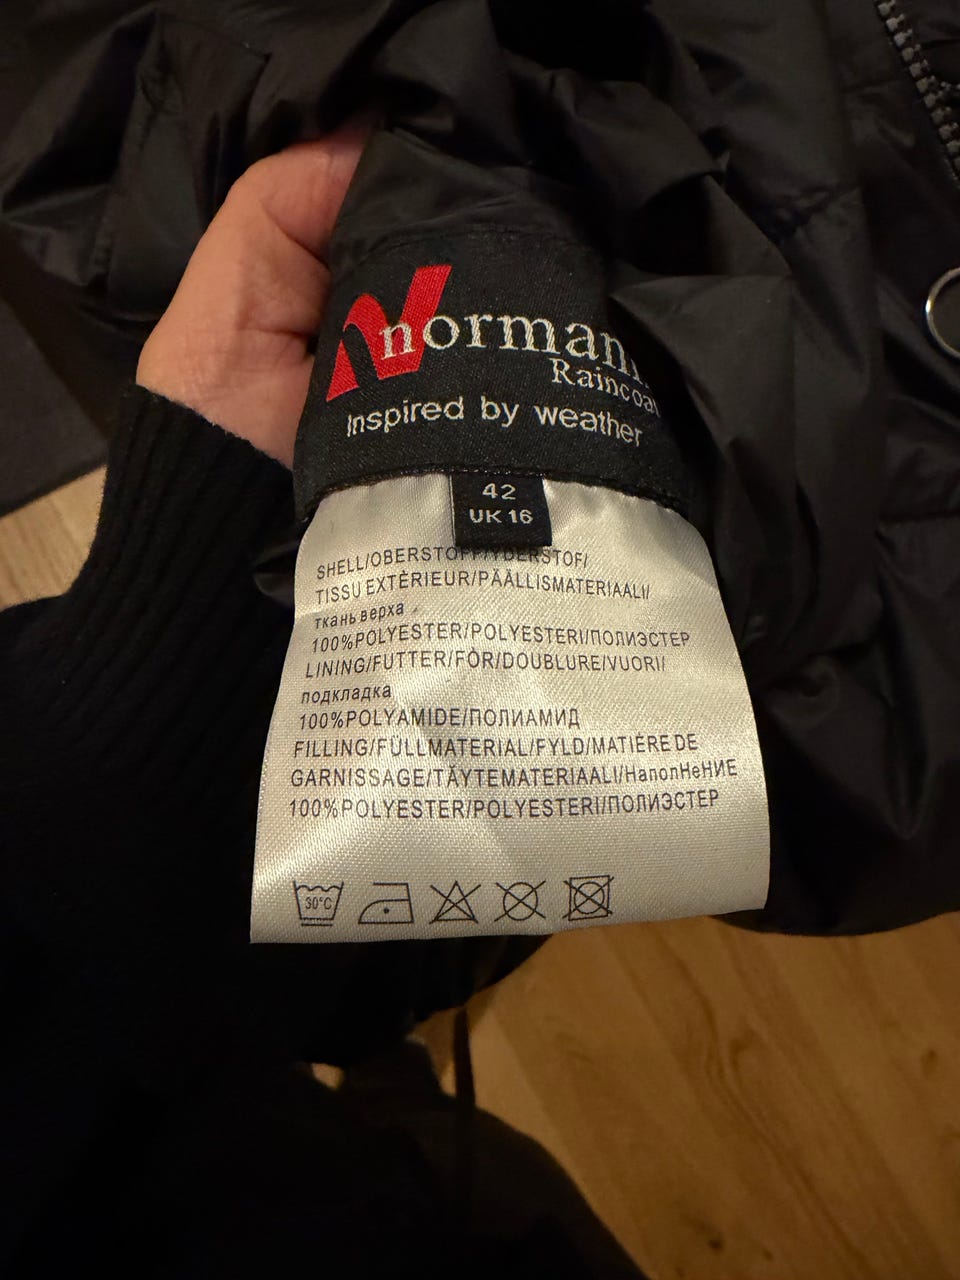 normann
Raincoat
Inspired by weather
42
UK 16
SHELL/OBERSTOFF/YDERSTOF/
TISSU EXTÈRIEUR/PÄÄLLISMATERIAALI/
ткань верха
100%POLYESTER/POLYESTERI/ПОЛИЭСТЕР
LINING/FUTTER/FOR/DOUBLURE/VUORI/
подкладка
100%POLYAMIDE/ПОЛИАМИД
FILLING/FÜLLMATERIAL/FYLD/MATIÈRE DE
GARNISSAGE/TÄYTEMATERIAALI/НапопНеНИЕ
100%POLYESTER/POLYESTERI/ПОЛИЭСТЕР
30°C